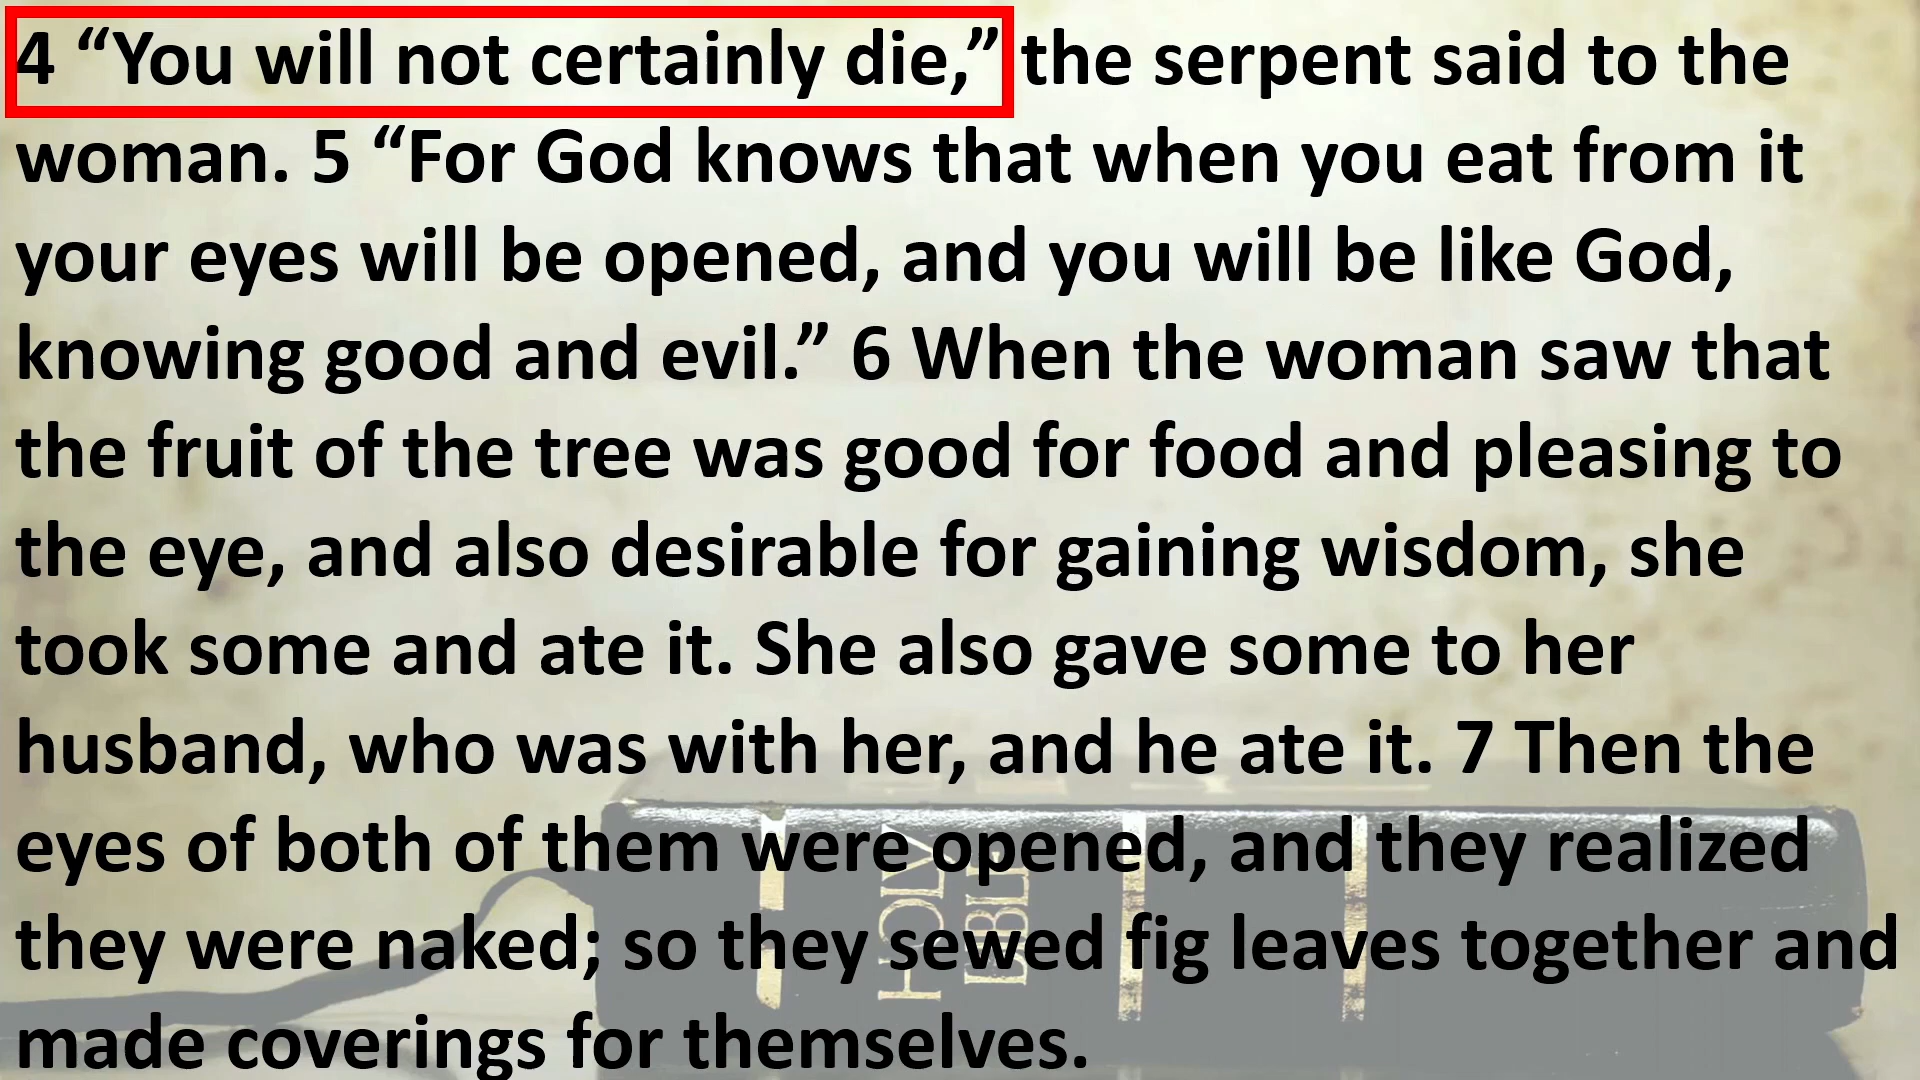 4 “You will not certainly die,” the serpent said to the
woman. 5 “For God knows that when you eat from it
your eyes will be opened, and you will be like God,
knowing good and evil.” 6 When the woman saw that
the fruit of the tree was good for food and pleasing to
the eye, and also desirable for gaining wisdom, she
took some and ate it. She also gave some to her
husband, who was with her, and he ate it. 7 Then the
eyes of both of them were opened, and they realized
they were naked; so they sewed fig leaves together and
made coverings for themselves.
HOLY
BIBLE